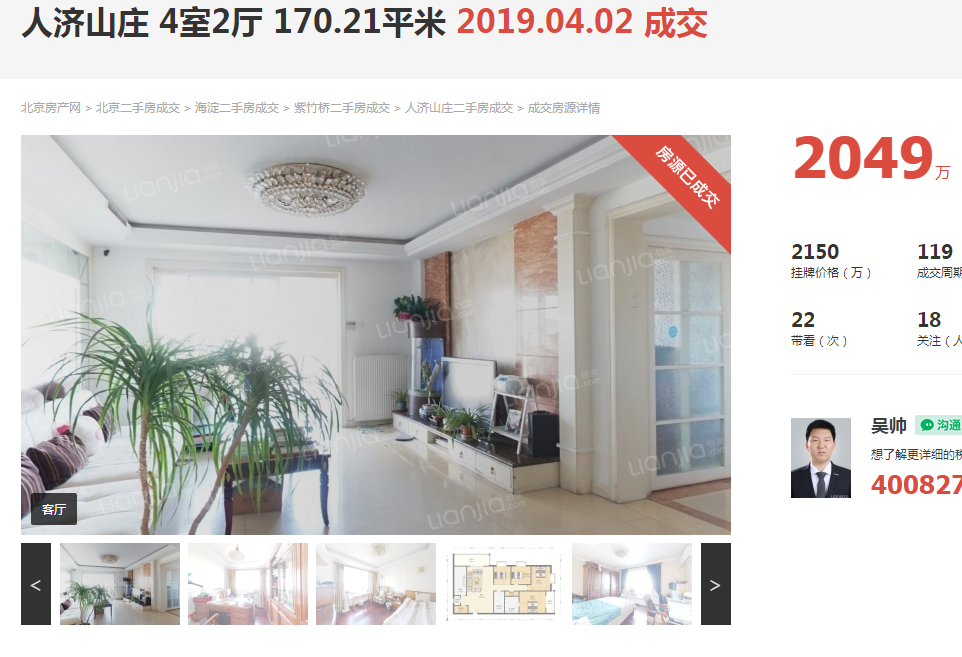 人济山庄 4室2厅 170.21平米 2019.04.02 成交
北京房产网 > 北京二手房成交 > 海淀二手房成交 > 紫竹桥二手房成交 > 人济山庄二手房成交 > 成交房源详情
房源已成交
2049万
2150 119
挂牌价格（万） 成交周期
22 18
带看（次） 关注（人
吴帅 沟通
想了解更详细的税
400827
客厅
Lianjia.链家.com
< >